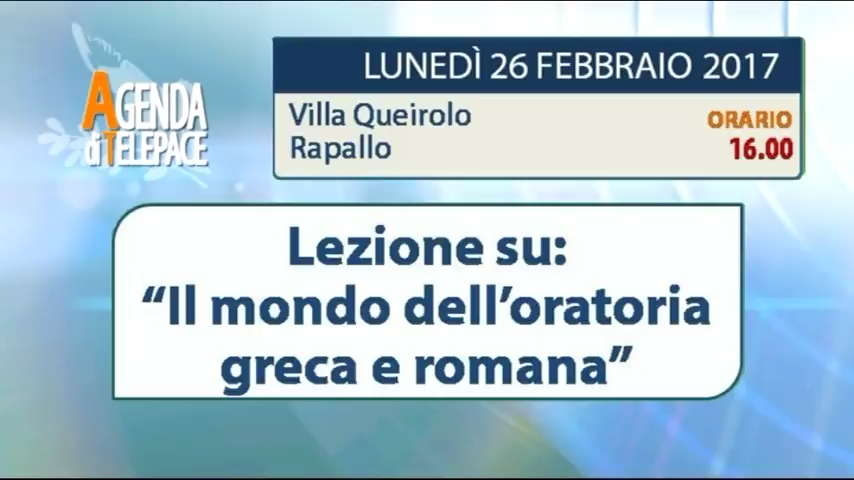 AGENDA
di TELEPACE
LUNEDÌ 26 FEBBRAIO 2017
Villa Queirolo
Rapallo
ORARIO
16.00
Lezione su:
“Il mondo dell’oratoria
greca e romana”